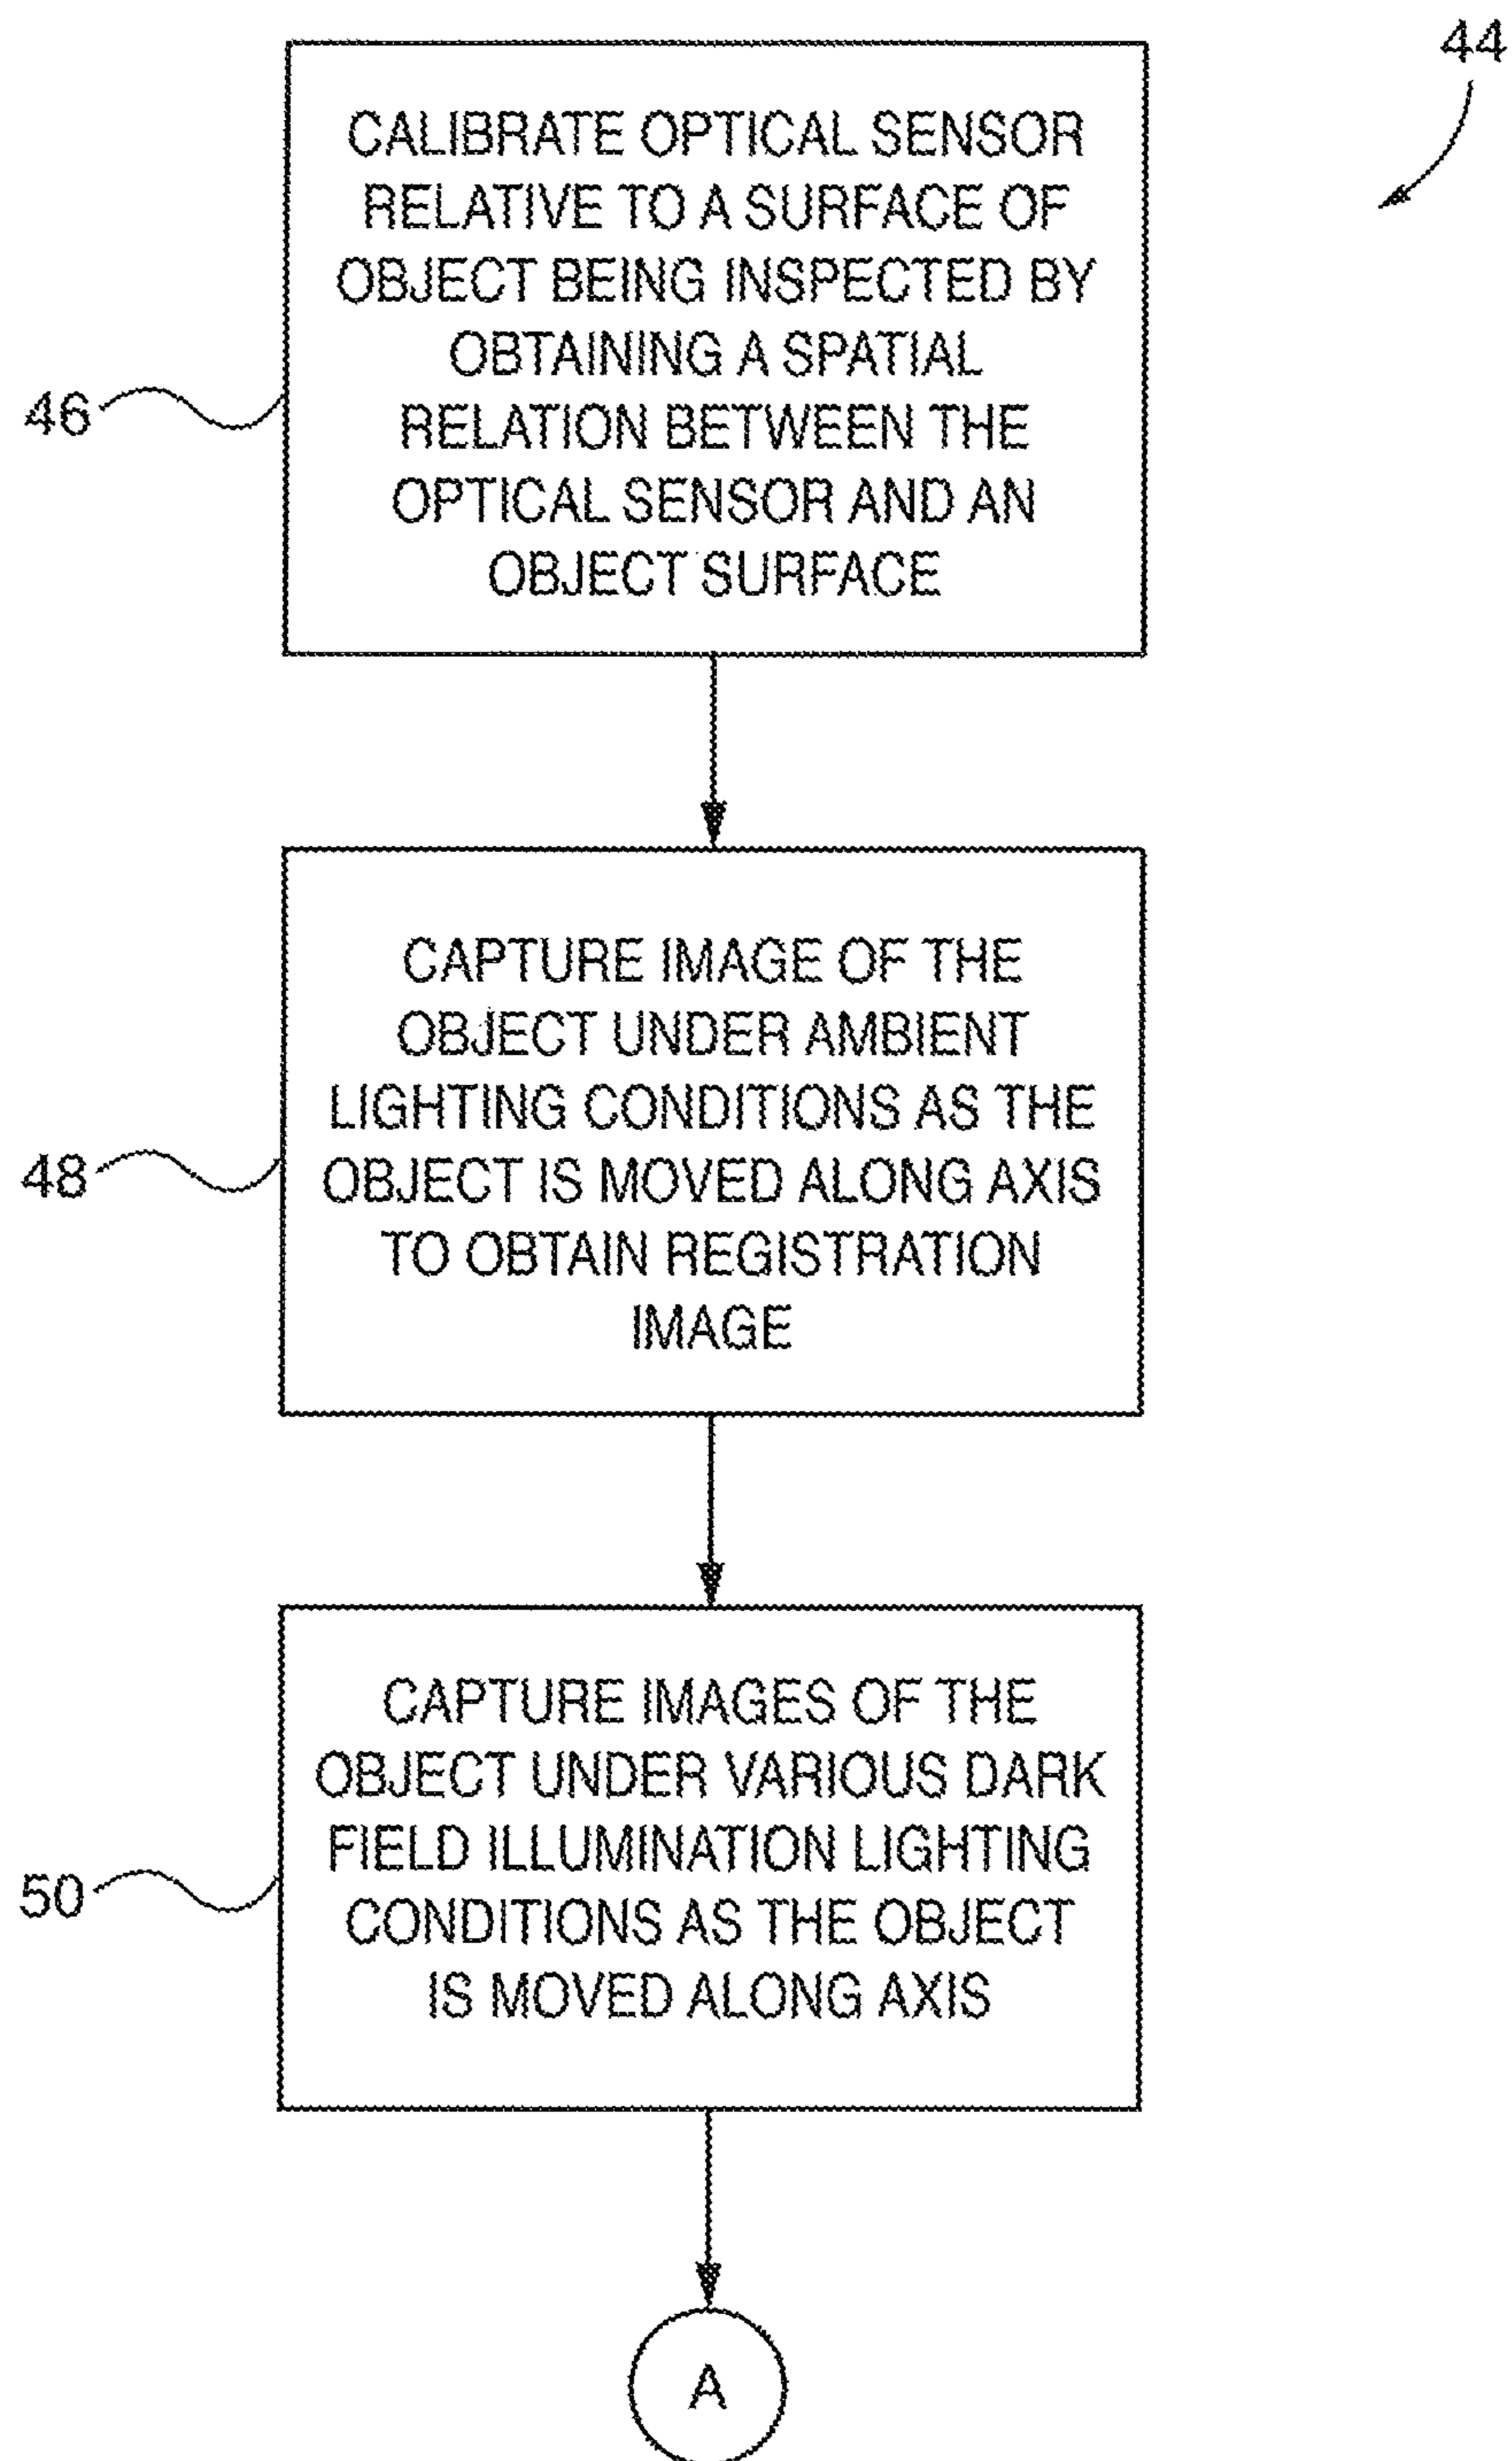 44
CALIBRATE OPTICAL SENSOR
RELATIVE TO A SURFACE OF
OBJECT BEING INSPECTED BY
OBTAINING A SPATIAL
RELATION BETWEEN THE
OPTICAL SENSOR AND AN
OBJECT SURFACE
46
CAPTURE IMAGE OF THE
OBJECT UNDER AMBIENT
LIGHTING CONDITIONS AS THE
OBJECT IS MOVED ALONG AXIS
TO OBTAIN REGISTRATION
IMAGE
48
CAPTURE IMAGES OF THE
OBJECT UNDER VARIOUS DARK
FIELD ILLUMINATION LIGHTING
CONDITIONS AS THE OBJECT
IS MOVED ALONG AXIS
50
A